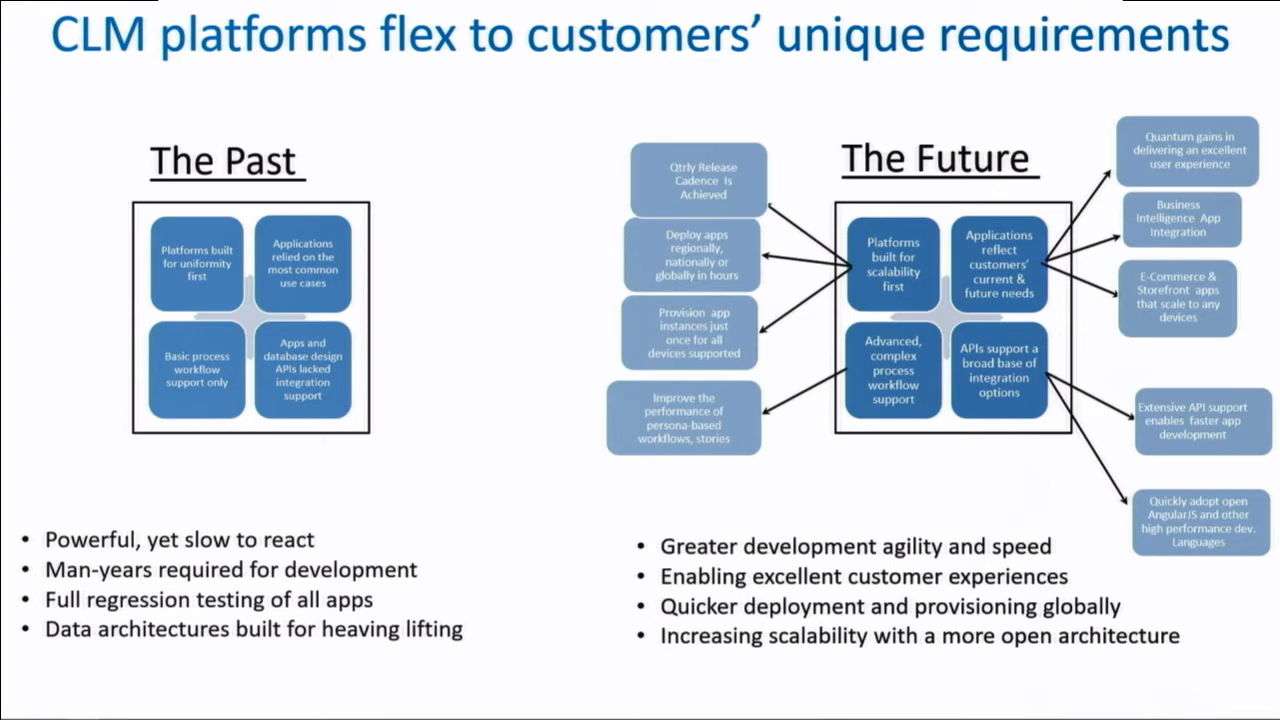 CLM platforms flex to customers’ unique requirements
The Past
Platforms built
for uniformity
first
Applications
relied on the
most common
use cases
Basic process
workflow
support only
Apps and
database design
APIs lacked
integration
support
• Powerful, yet slow to react
• Man-years required for development
• Full regression testing of all apps
• Data architectures built for heaving lifting
The Future
Qtrly Release
Cadence Is
Achieved
Deploy apps
regionally,
nationally or
globally in hours
Provision app
instances just
once for all
devices supported
Improve the
performance of
persona-based
workflows, stories
Platforms
built for
scalability
first
Applications
reflect
customers’
current &
future needs
Advanced,
complex
process
workflow
support
APIs support a
broad base of
integration
options
Quantum gains in
delivering an excellent
user experience
Business
Intelligence App
Integration
E-Commerce &
Storefront apps
that scale to any
devices
Extensive API support
enables faster app
development
Quickly adopt open
AngularJS and other
high performance dev.
Languages
• Greater development agility and speed
• Enabling excellent customer experiences
• Quicker deployment and provisioning globally
• Increasing scalability with a more open architecture